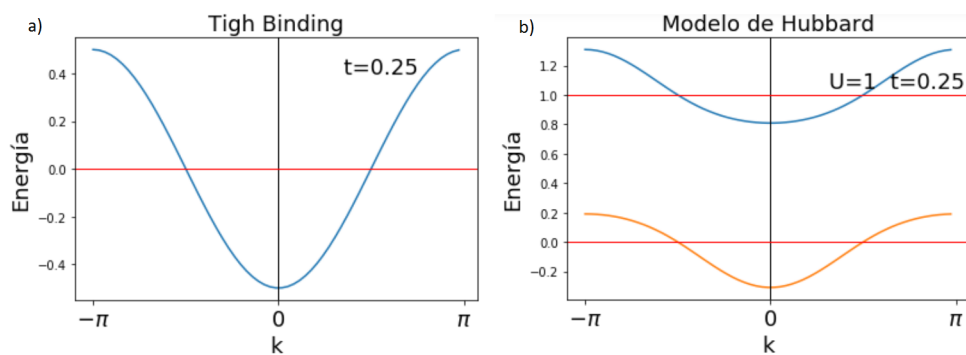 a)
Tigh Binding
t=0.25
Energía
0.4
0.2
0.0
−0.2
−0.4
−π
0
π
k
b)
Modelo de Hubbard
U=1  t=0.25
Energía
1.2
1.0
0.8
0.6
0.4
0.2
0.0
−0.2
−π
0
π
k